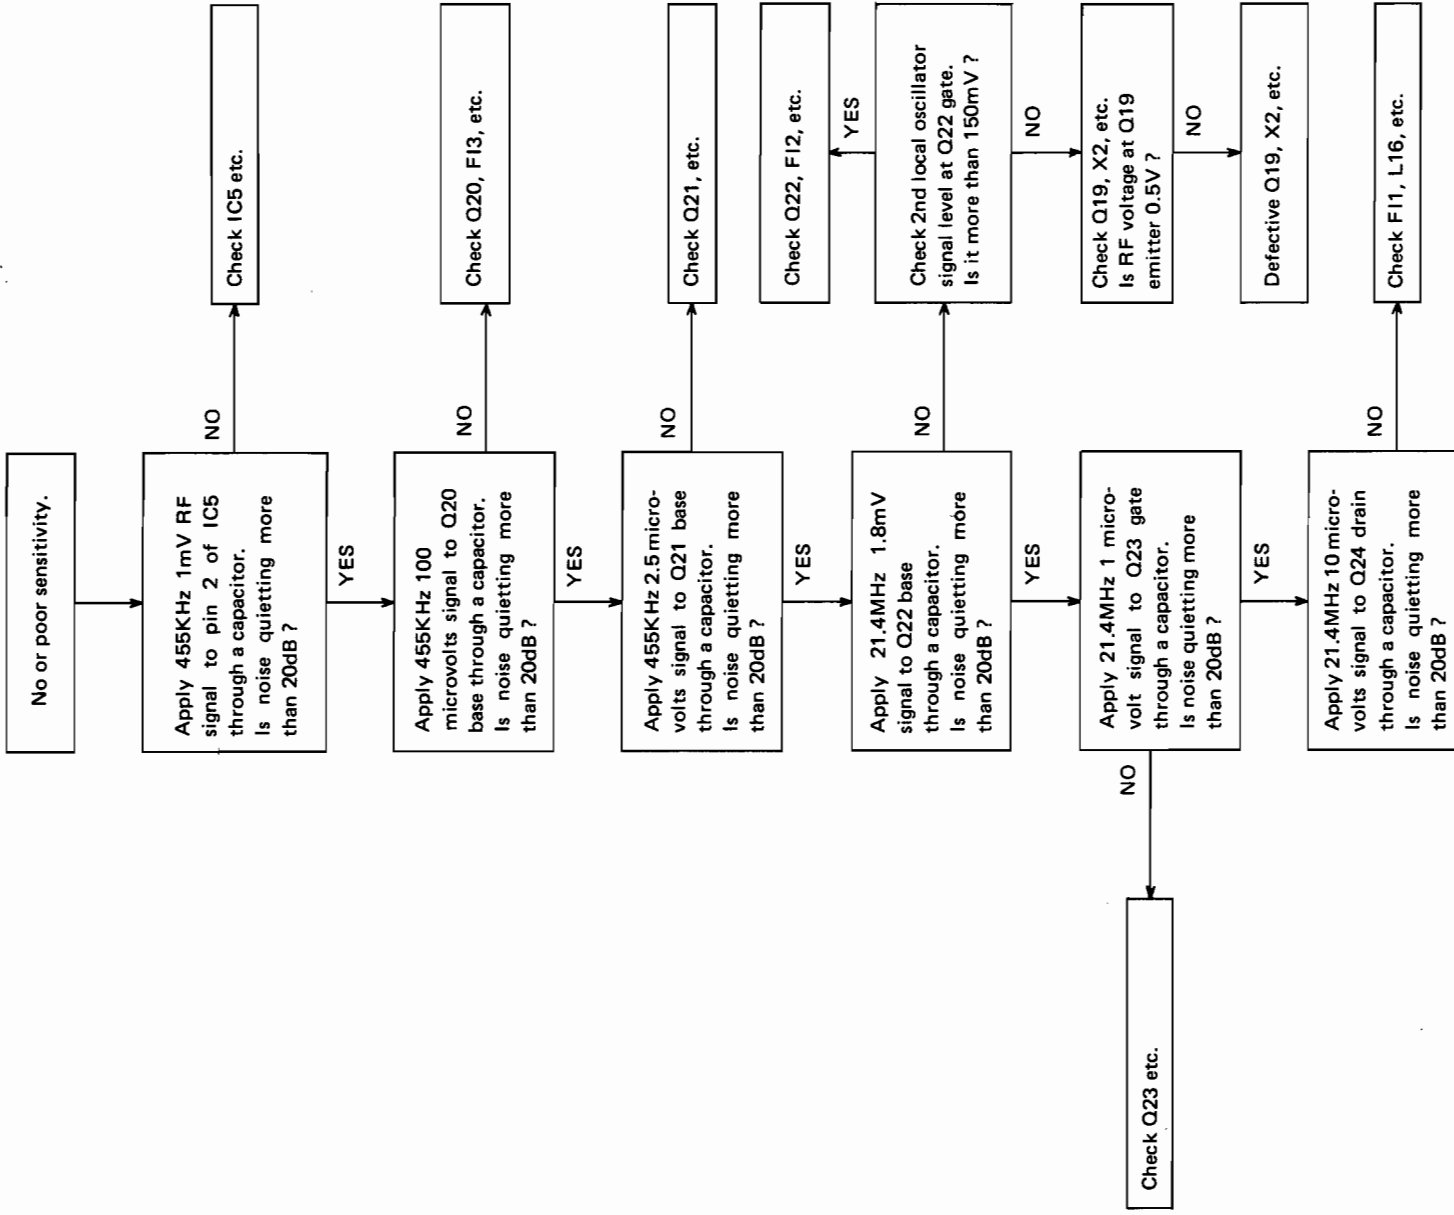 No or poor sensitivity.
Apply 455KHz 1mV RF
signal to pin 2 of IC5
through a capacitor.
Is noise quietting more
than 20dB ?
NO
Check IC5 etc.
YES
Apply 455KHz 100
microvolts signal to Q20
base through a capacitor.
Is noise quietting more
than 20dB ?
NO
Check Q20, FI3, etc.
YES
Apply 455KHz 2.5 micro-
volts signal to Q21 base
through a capacitor.
Is noise quietting more
than 20dB ?
NO
Check Q21, etc.
YES
Apply 21.4MHz 1.8mV
signal to Q22 base
through a capacitor.
Is noise quietting more
than 20dB ?
NO
Check 2nd local oscillator
signal level at Q22 gate.
Is it more than 150mV ?
YES
Check Q22, FI2, etc.
NO
Check Q19, X2, etc.
Is RF voltage at Q19
emitter 0.5V ?
NO
Defective Q19, X2, etc.
YES
Apply 21.4MHz 1 micro-
volt signal to Q23 gate
through a capacitor.
Is noise quieting more
than 20dB ?
NO
Check Q23 etc.
YES
Apply 21.4MHz 10 micro-
volts signal to Q24 drain
through a capacitor.
Is noise quietting more
than 20dB ?
NO
Check FI1, L16, etc.